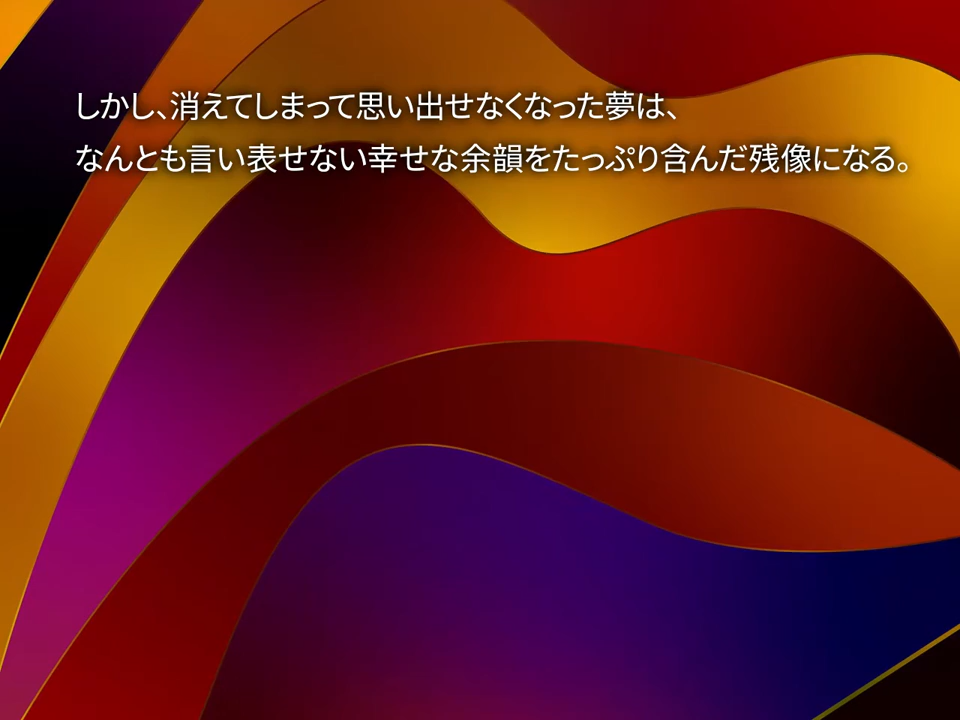 しかし、消えてしまって思い出せなくなった夢は、
なんとも言い表せない幸せな余韻をたっぷり含んだ残像になる。